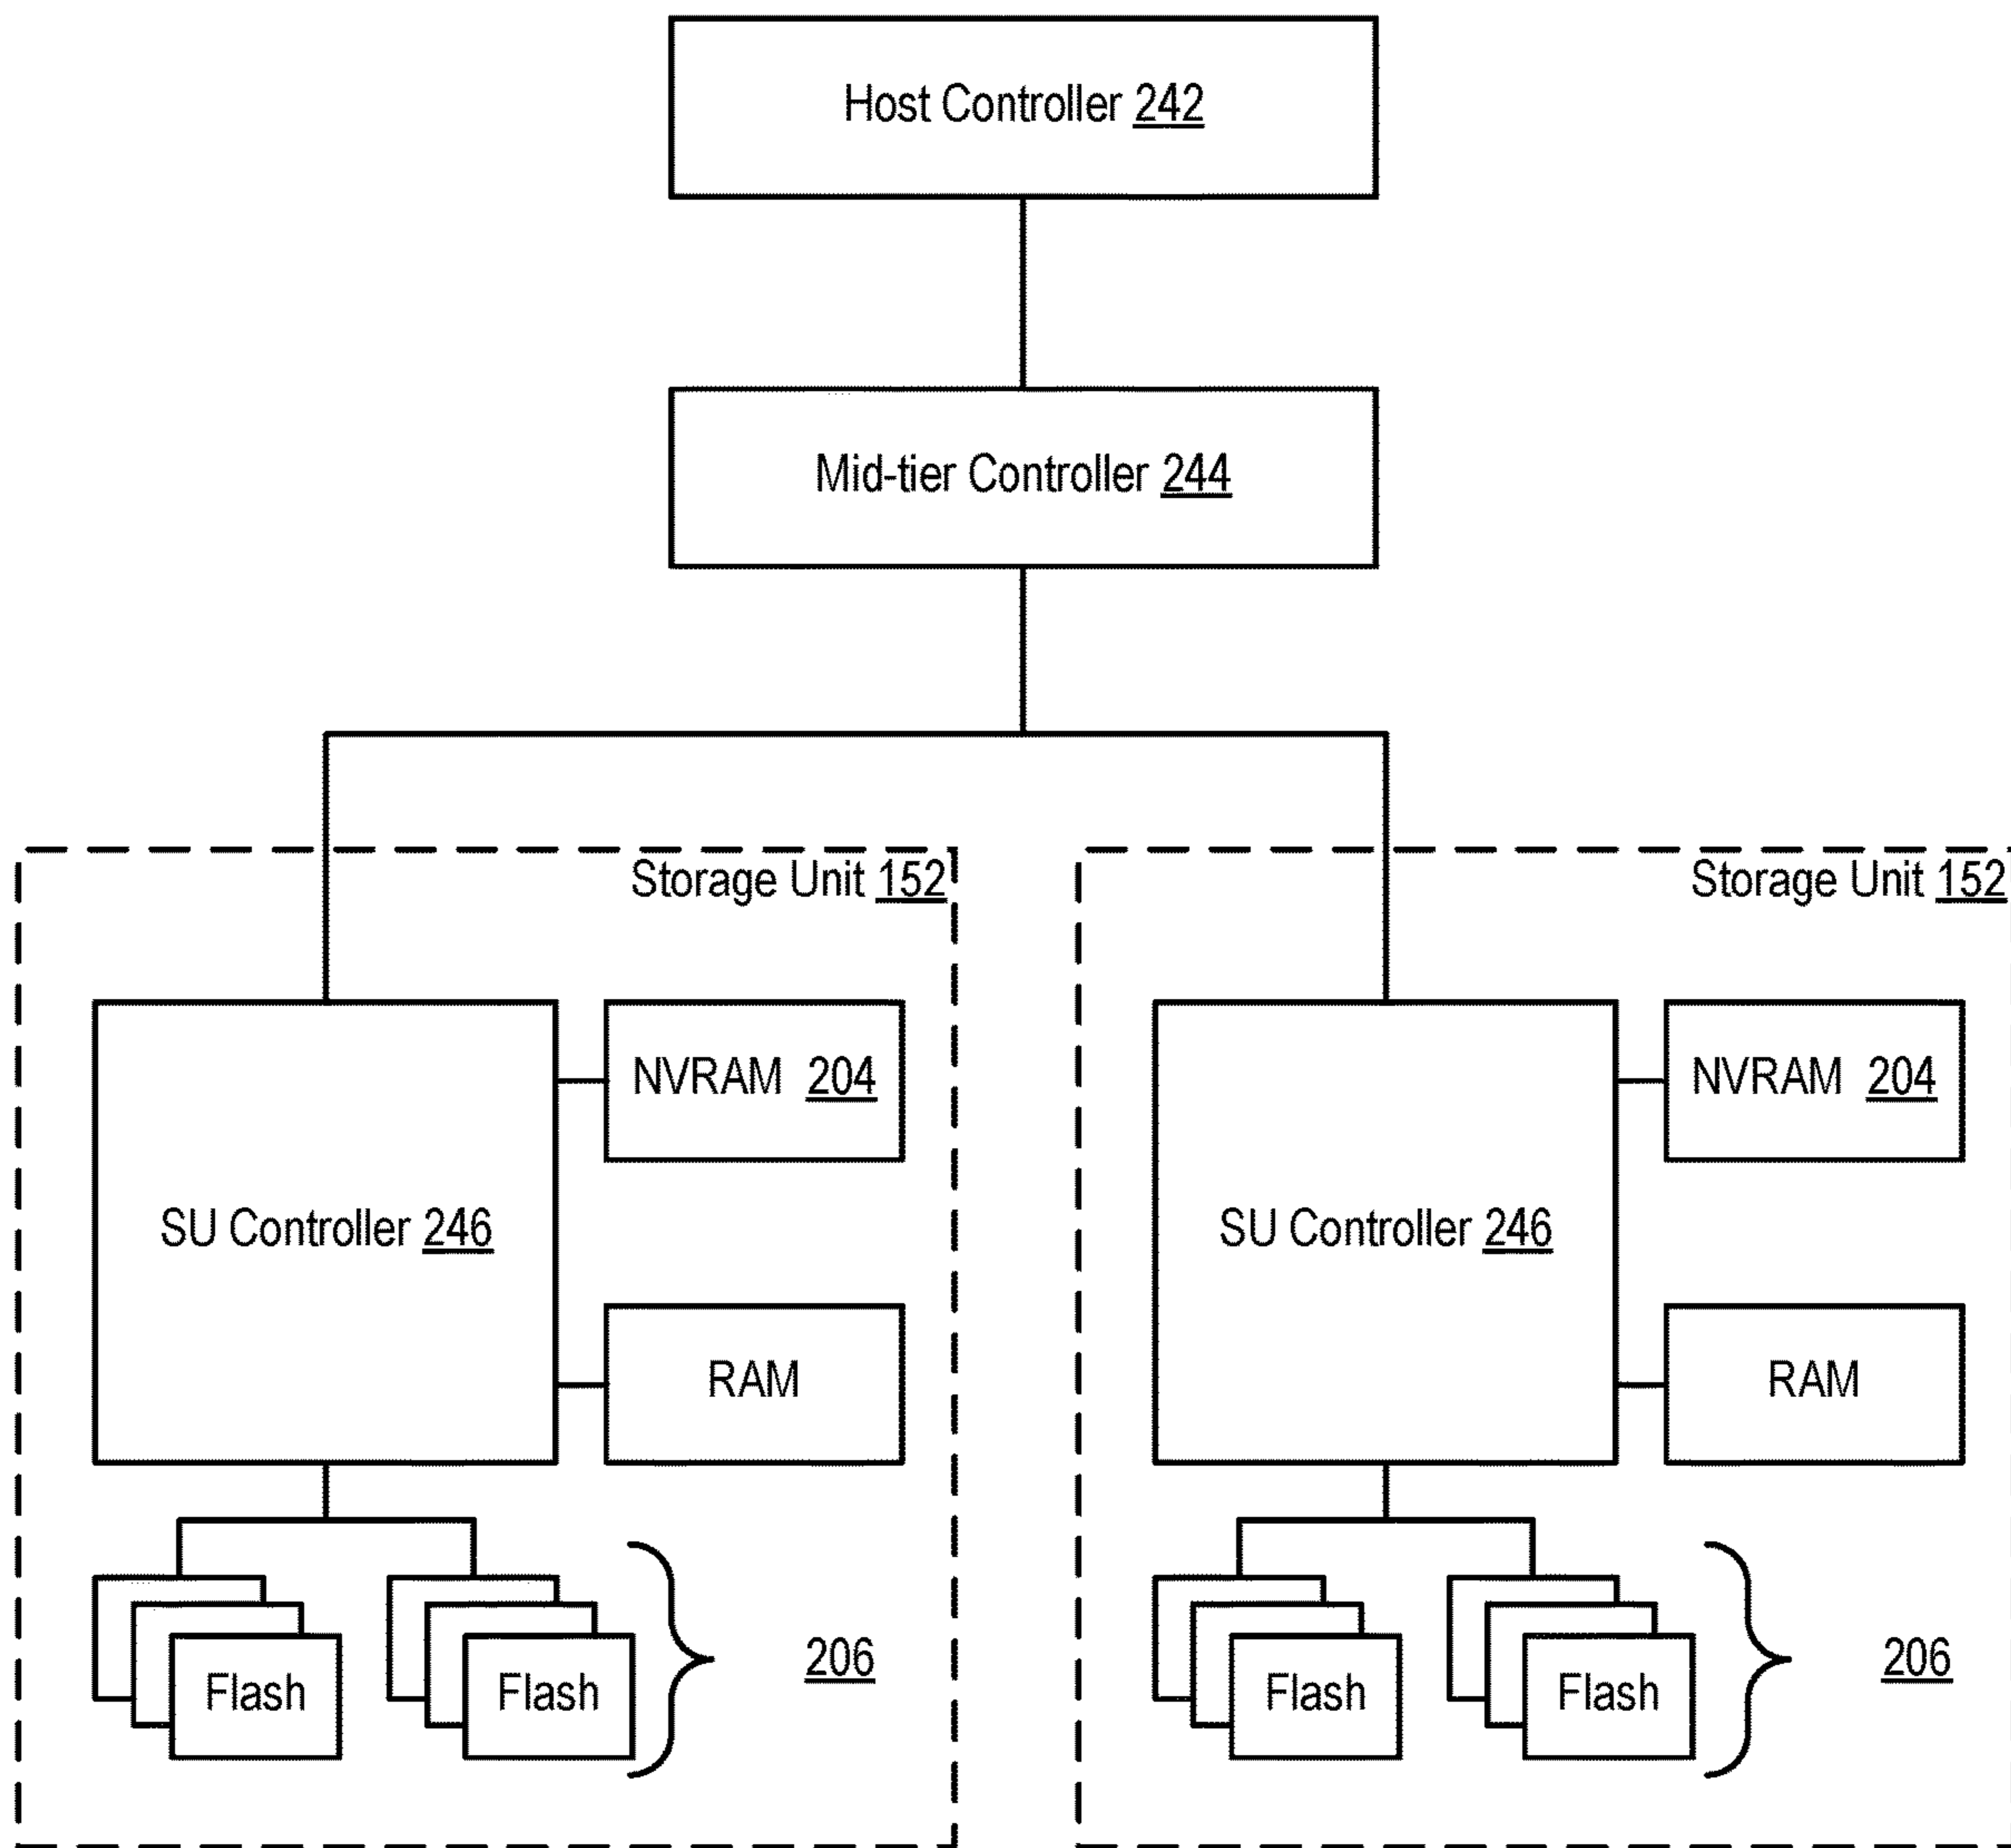 Host Controller 242
Mid-tier Controller 244
Storage Unit 152
Storage Unit 152
NVRAM 204
NVRAM 204
SU Controller 246
SU Controller 246
RAM
RAM
Flash
Flash
206
Flash
Flash
206